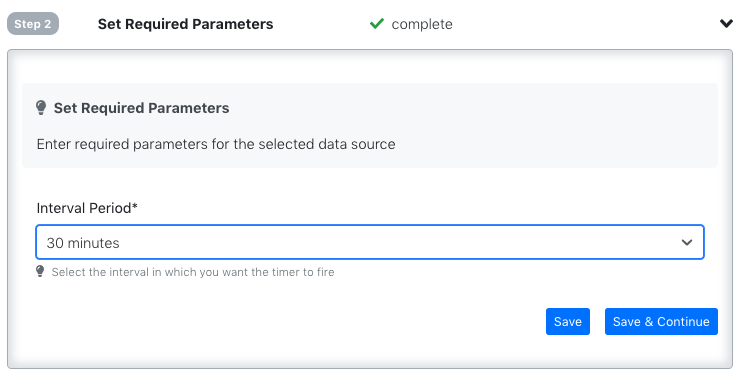 Step 2 Set Required Parameters complete
Set Required Parameters
Enter required parameters for the selected data source
Interval Period*
30 minutes
Select the interval in which you want the timer to fire
Save Save & Continue